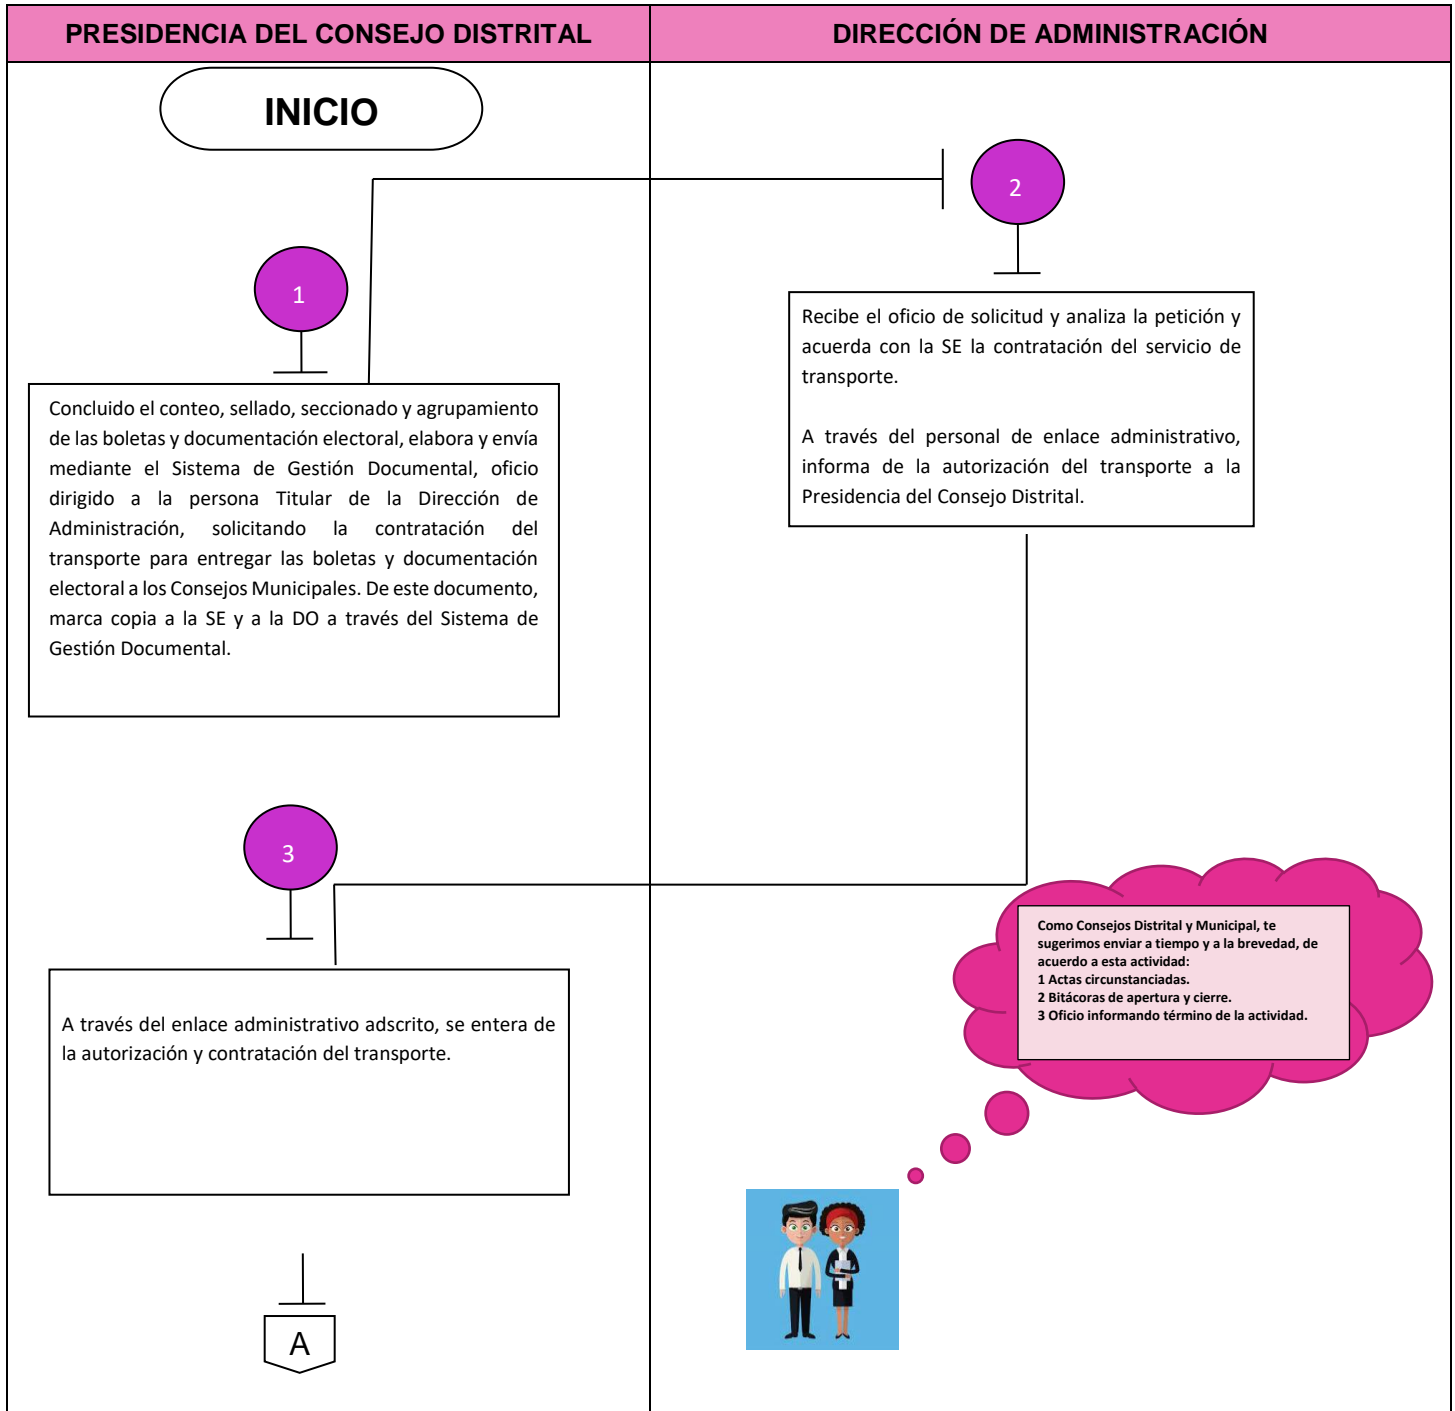 PRESIDENCIA DEL CONSEJO DISTRITAL
DIRECCIÓN DE ADMINISTRACIÓN
INICIO
1
Concluido el conteo, sellado, seccionado y agrupamiento
de las boletas y documentación electoral, elabora y envía
mediante el Sistema de Gestión Documental, oficio
dirigido a la persona Titular de la Dirección de
Administración, solicitando la contratación del
transporte para entregar las boletas y documentación
electoral a los Consejos Municipales. De este documento,
marca copia a la SE y a la DO a través del Sistema de
Gestión Documental.
2
Recibe el oficio de solicitud y analiza la petición y
acuerda con la SE la contratación del servicio de
transporte.
A través del personal de enlace administrativo,
informa de la autorización del transporte a la
Presidencia del Consejo Distrital.
3
A través del enlace administrativo adscrito, se entera de
la autorización y contratación del transporte.
Como Consejos Distrital y Municipal, te
sugerimos enviar a tiempo y a la brevedad, de
acuerdo a esta actividad:
1 Actas circunstanciadas.
2 Bitácoras de apertura y cierre.
3 Oficio informando término de la actividad.
A